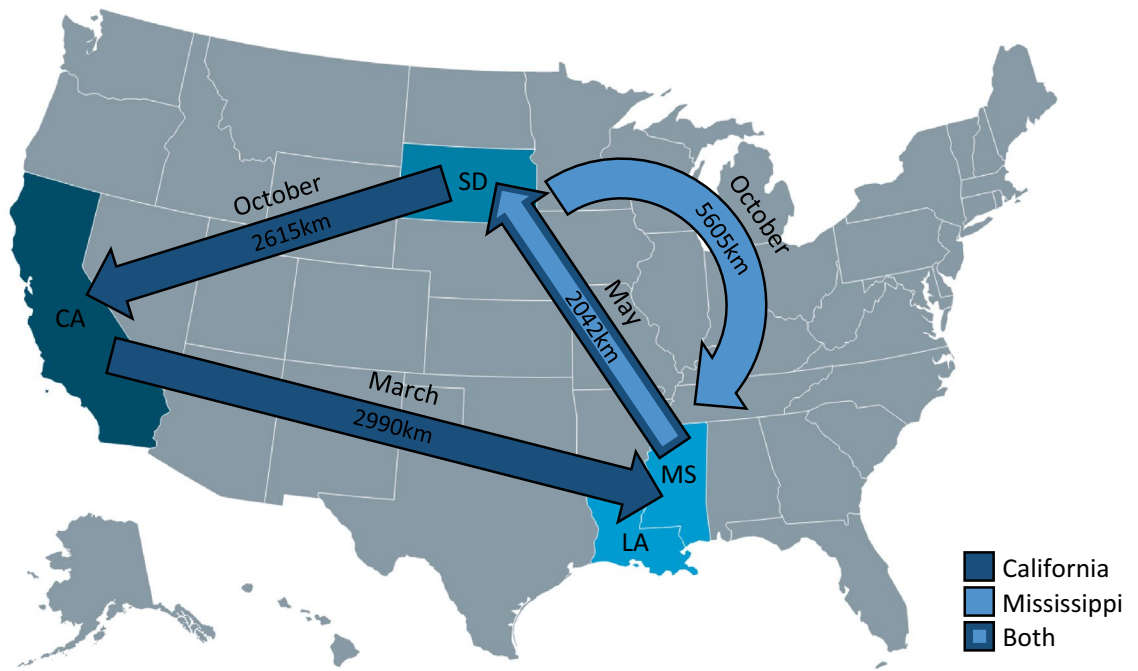 October
2615km
SD
October
5605km
May
2042km
CA
March
2990km
MS
LA
California
Mississippi
Both